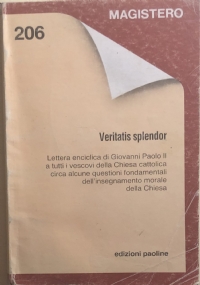 MAGISTERO
206
Veritatis splendor
Lettera enciclica di Giovanni Paolo II
a tutti i vescovi della Chiesa cattolica
circa alcune questioni fondamentali
dell'insegnamento morale
della Chiesa
edizioni paoline